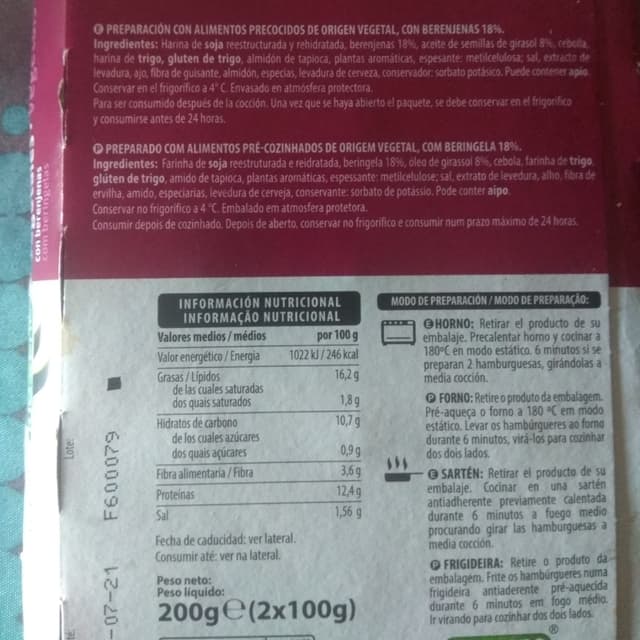 E PREPARACIÓN CON ALIMENTOS PRECOCIDOS DE ORIGEN VEGETAL, CON BERENJENAS 18%.
Ingredientes: Harina de soja reestructurada y rehidratada, berenjenas 18%, aceite de semillas de girasol 8%, cebolla,
harina de trigo, gluten de trigo, almidón de tapioca, plantas aromáticas, espesante: metilcelulosa; sal, extracto de
levadura, ajo, fibra de guisante, almidón, especias, levadura de cerveza, conservador: sorbato potásico. Puede contener apio.
Conservar en el frigorífico a 4° C. Envasado en atmósfera protectora.
Para ser consumido después de la cocción. Una vez que se haya abierto el paquete, se debe conservar en el frigorífico
y consumirse antes de 24 horas.
P PREPARADO COM ALIMENTOS PRÉ-COZINHADOS DE ORIGEM VEGETAL, COM BERINGELA 18%.
Ingredientes: Farinha de soja reestruturada e reidratada, beringela 18%, óleo de girassol 8%, cebola, farinha de trigo,
glúten de trigo, amido de tapioca, plantas aromáticas, espessante: metilcelulose; sal, extrato de levedura, alho, fibra de
ervilha, amido, especiarias, levedura de cerveja, conservante: sorbato de potássio. Pode conter aipo.
Conservar no frigorífico a 4 °C. Embalado em atmosfera protetora.
Consumir depois de cozinhado. Depois de aberto, conservar no frigorífico e consumir num prazo máximo de 24 horas.
con berenjenas
com beringelas
INFORMACIÓN NUTRICIONAL
INFORMAÇÃO NUTRICIONAL
Valores medios / médios por 100 g
Valor energético / Energia 1022 kJ / 246 kcal
Grasas / Lípidos 16,2 g
de las cuales saturadas
dos quais saturados 1,8 g
Hidratos de carbono 10,7 g
de los cuales azúcares
dos quais açúcares 0,9 g
Fibra alimentaria / Fibra 3,6 g
Proteínas 12,4 g
Sal 1,56 g
Fecha de caducidad: ver lateral.
Consumir até: ver na lateral.
Peso neto:
Peso líquido:
200g e (2x100g)
Lote:
-07-21 F600079
MODO DE PREPARACIÓN / MODO DE PREPARAÇÃO:
E HORNO: Retirar el producto de su
embalaje. Precalentar horno y cocinar a
180°C en modo estático. 6 minutos si se
preparan 2 hamburguesas, girándolas a
media cocción.
P FORNO: Retire o produto da embalagem.
Pré-aqueça o forno a 180 °C em modo
estático. Levar os hambúrgueres ao forno
durante 6 minutos, virá-los para cozinhar
dos dois lados.
E SARTÉN: Retirar el producto de su
embalaje. Cocinar en una sartén
antiadherente previamente calentada
durante 6 minutos a fuego medio
procurando girar las hamburguesas a
media cocción.
P FRIGIDEIRA: Retire o produto da
embalagem. Frite os hambúrgueres numa
frigideira antiaderente pré-aquecida
durante 6 minutos em fogo médio.
Ir virando para cozinhar dos dois lados.
®